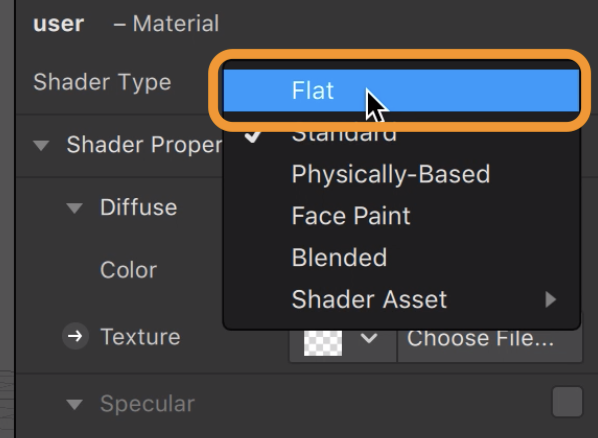 user – Material
Shader Type
Flat
Shader Proper
Standard
Physically-Based
Diffuse
Face Paint
Blended
Color
Shader Asset
Texture
Choose File...
Specular